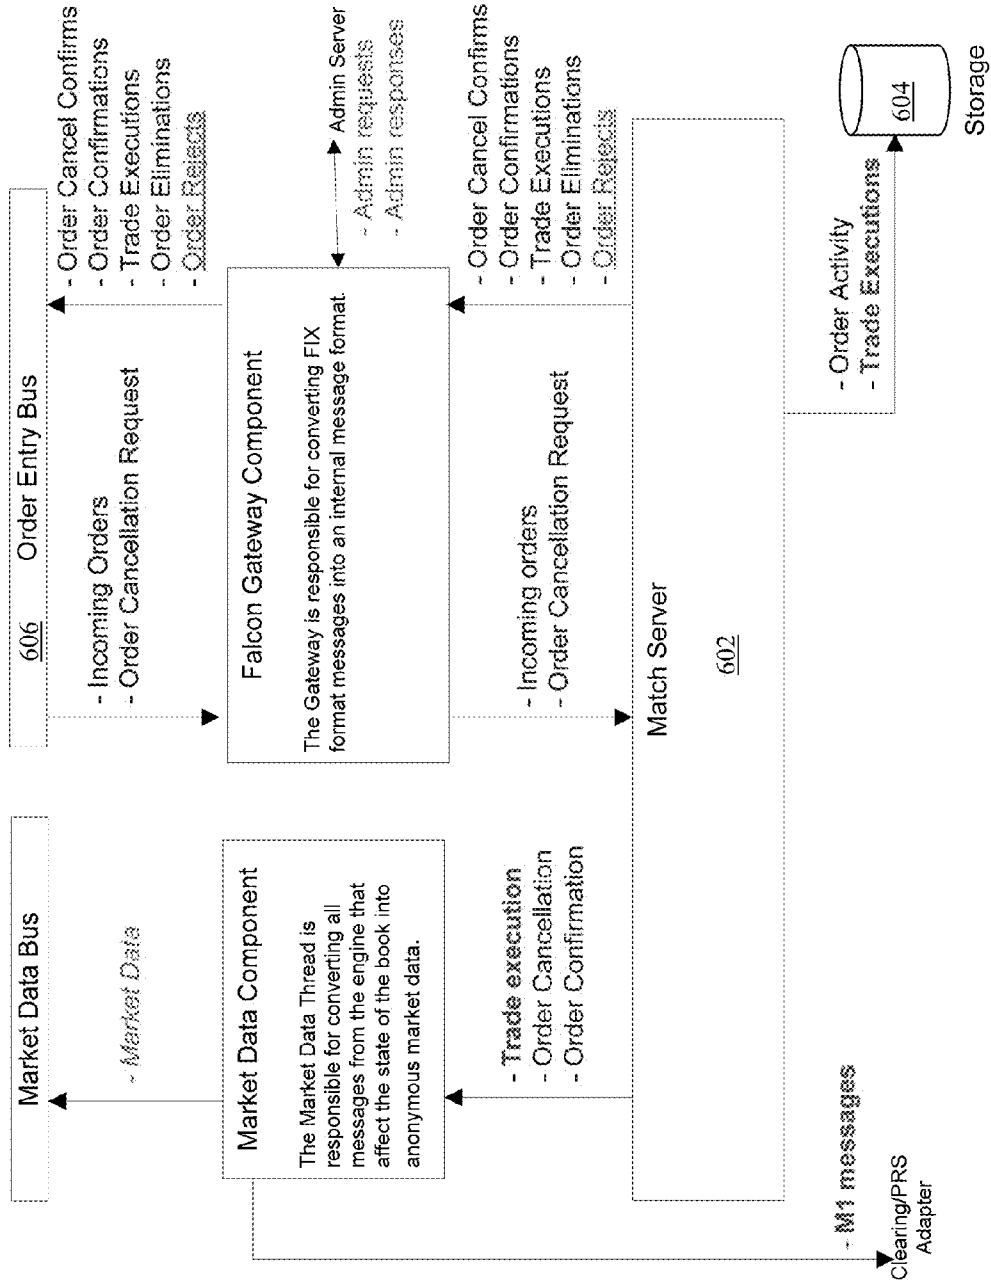 Market Data Bus
606
Order Entry Bus
- Market Data
- Incoming Orders
- Order Cancellation Request
- Order Cancel Confirms
- Order Confirmations
- Trade Executions
- Order Eliminations
- Order Rejects
Market Data Component
The Market Data Thread is
responsible for converting all
messages from the engine that
affect the state of the book into
anonymous market data.
Falcon Gateway Component
The Gateway is responsible for converting FIX
format messages into an internal message format.
Admin Server
- Admin requests
- Admin responses
- Trade execution
- Order Cancellation
- Order Confirmation
- Incoming orders
- Order Cancellation Request
- Order Cancel Confirms
- Order Confirmations
- Trade Executions
- Order Eliminations
- Order Rejects
Match Server
602
- M1 messages
Clearing/PRS
Adapter
- Order Activity
- Trade Executions
604
Storage